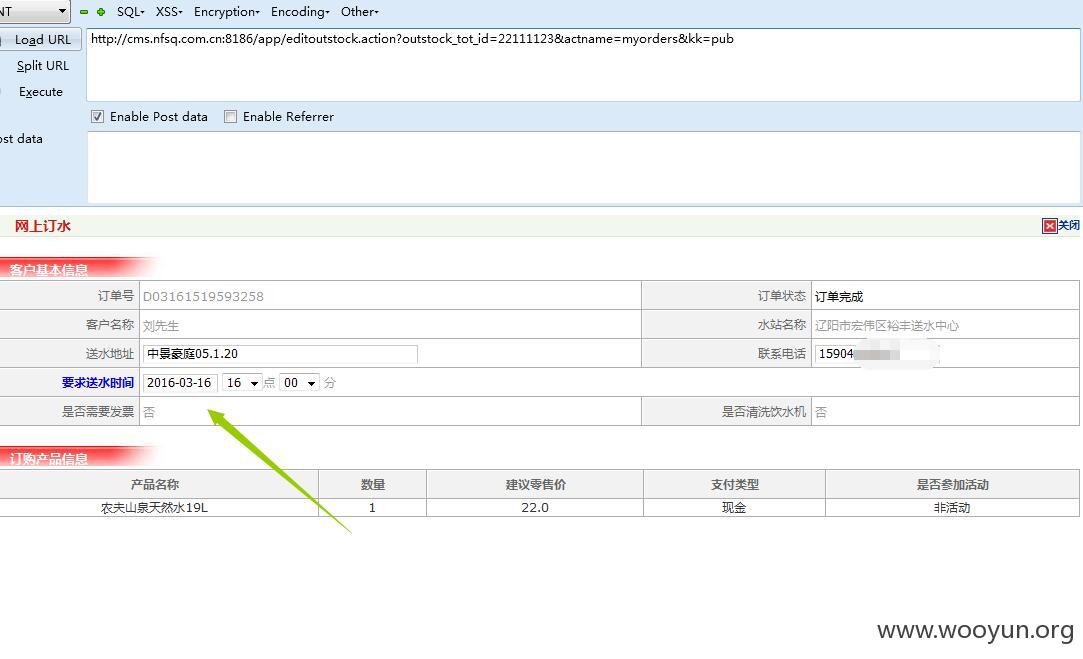 NT SQL- XSS- Encryption- Encoding- Other-
Load URL http://cms.nfsq.com.cn:8186/app/editoutstock.action?outstock_tot_id=22111123&actname=myorders&kk=pub
Split URL
Execute
Enable Post data Enable Referrer
ost data
网上订水 关闭
客户基本信息
订单号 D03161519593258 订单状态 订单完成
客户名称 刘先生 水站名称 辽阳市宏伟区裕丰送水中心
送水地址 中景豪庭05.1.20 联系电话 15904
要求送水时间 2016-03-16 16 点 00 分
是否需要发票 否 是否清洗饮水机 否
订购产品信息
产品名称 数量 建议零售价 支付类型 是否参加活动
农夫山泉天然水19L 1 22.0 现金 非活动
www.wooyun.org